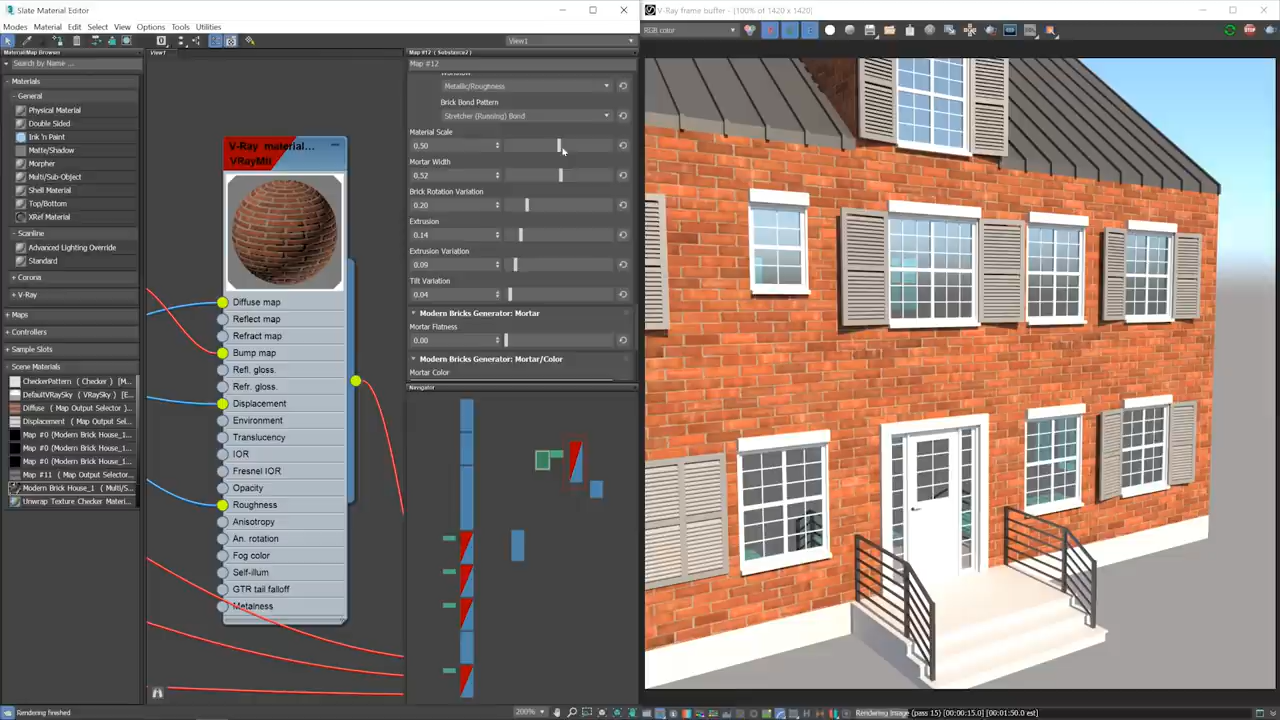 Slate Material Editor
Modes Material Edit Select View Options Tools Utilities
View1
Material/Map Browser
Search by Name ...
Materials
General
Physical Material
Double Sided
Ink 'n Paint
Matte/Shadow
Morpher
Multi/Sub-Object
Shell Material
Top/Bottom
XRef Material
Scanline
Advanced Lighting Override
Standard
+ Corona
+ V-Ray
+ Maps
+ Controllers
+ Sample Slots
Scene Materials
CheckerPattern ( Checker ) [M...
DefaultVRaySky ( VRaySky ) [E...
Diffuse ( Map Output Selector )...
Displacement ( Map Output Sel...
Map #0 (Modern Brick House_1...
Map #0 (Modern Brick House_1...
Map #0 (Modern Brick House_1...
Map #11 (Map Output Selector...
Modern Brick House_1 ( Multi/S...
Unwrap Texture Checker Materi...
Rendering finished
View1
V-Ray materi al...
VRayMtl
Diffuse map
Reflect map
Refract map
Bump map
Refl. gloss.
Refr. gloss.
Displacement
Environment
Translucency
IOR
Fresnel IOR
Opacity
Roughness
Anisotropy
An. rotation
Fog color
Self-illum
GTR tail falloff
Metalness
Map #12 ( Substance2 )
Map #12
Metallic/Roughness
Brick Bond Pattern
Stretcher (Running) Bond
Material Scale
0.50
Mortar Width
0.52
Brick Rotation Variation
0.20
Extrusion
0.14
Extrusion Variation
0.09
Tilt Variation
0.04
Modern Bricks Generator: Mortar
Mortar Flatness
0.00
Modern Bricks Generator: Mortar/Color
Mortar Color
Navigator
200%
V-Ray frame buffer - [100% of 1420 x 1420]
RGB color
Rendering image (pass 15) [00:00:15.0] [00:01:50.0 est]